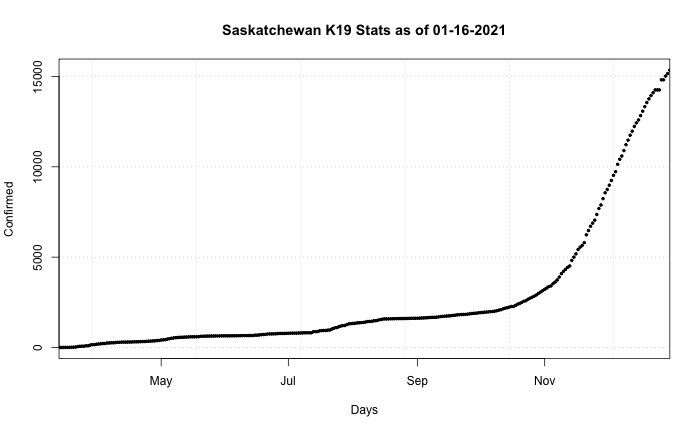 Saskatchewan K19 Stats as of 01-16-2021
15000
10000
5000
0
Confirmed
May Jul Sep Nov
Days